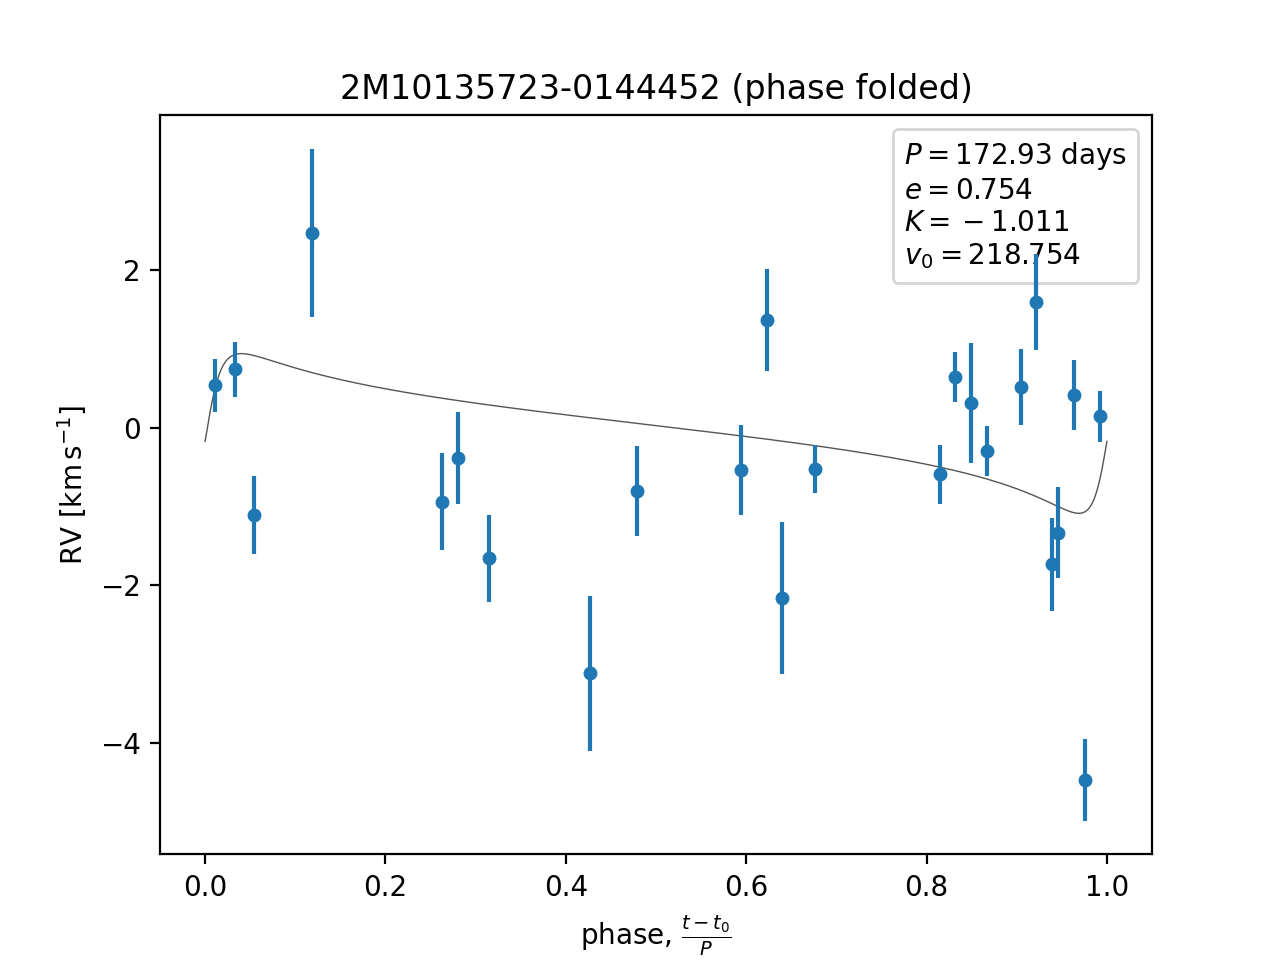 2M10135723-0144452 (phase folded)
P = 172.93 days
e = 0.754
K = −1.011
v₀ = 218.754
RV [km s⁻¹]
2
0
−2
−4
0.0 0.2 0.4 0.6 0.8 1.0
phase, (t − t₀)/P